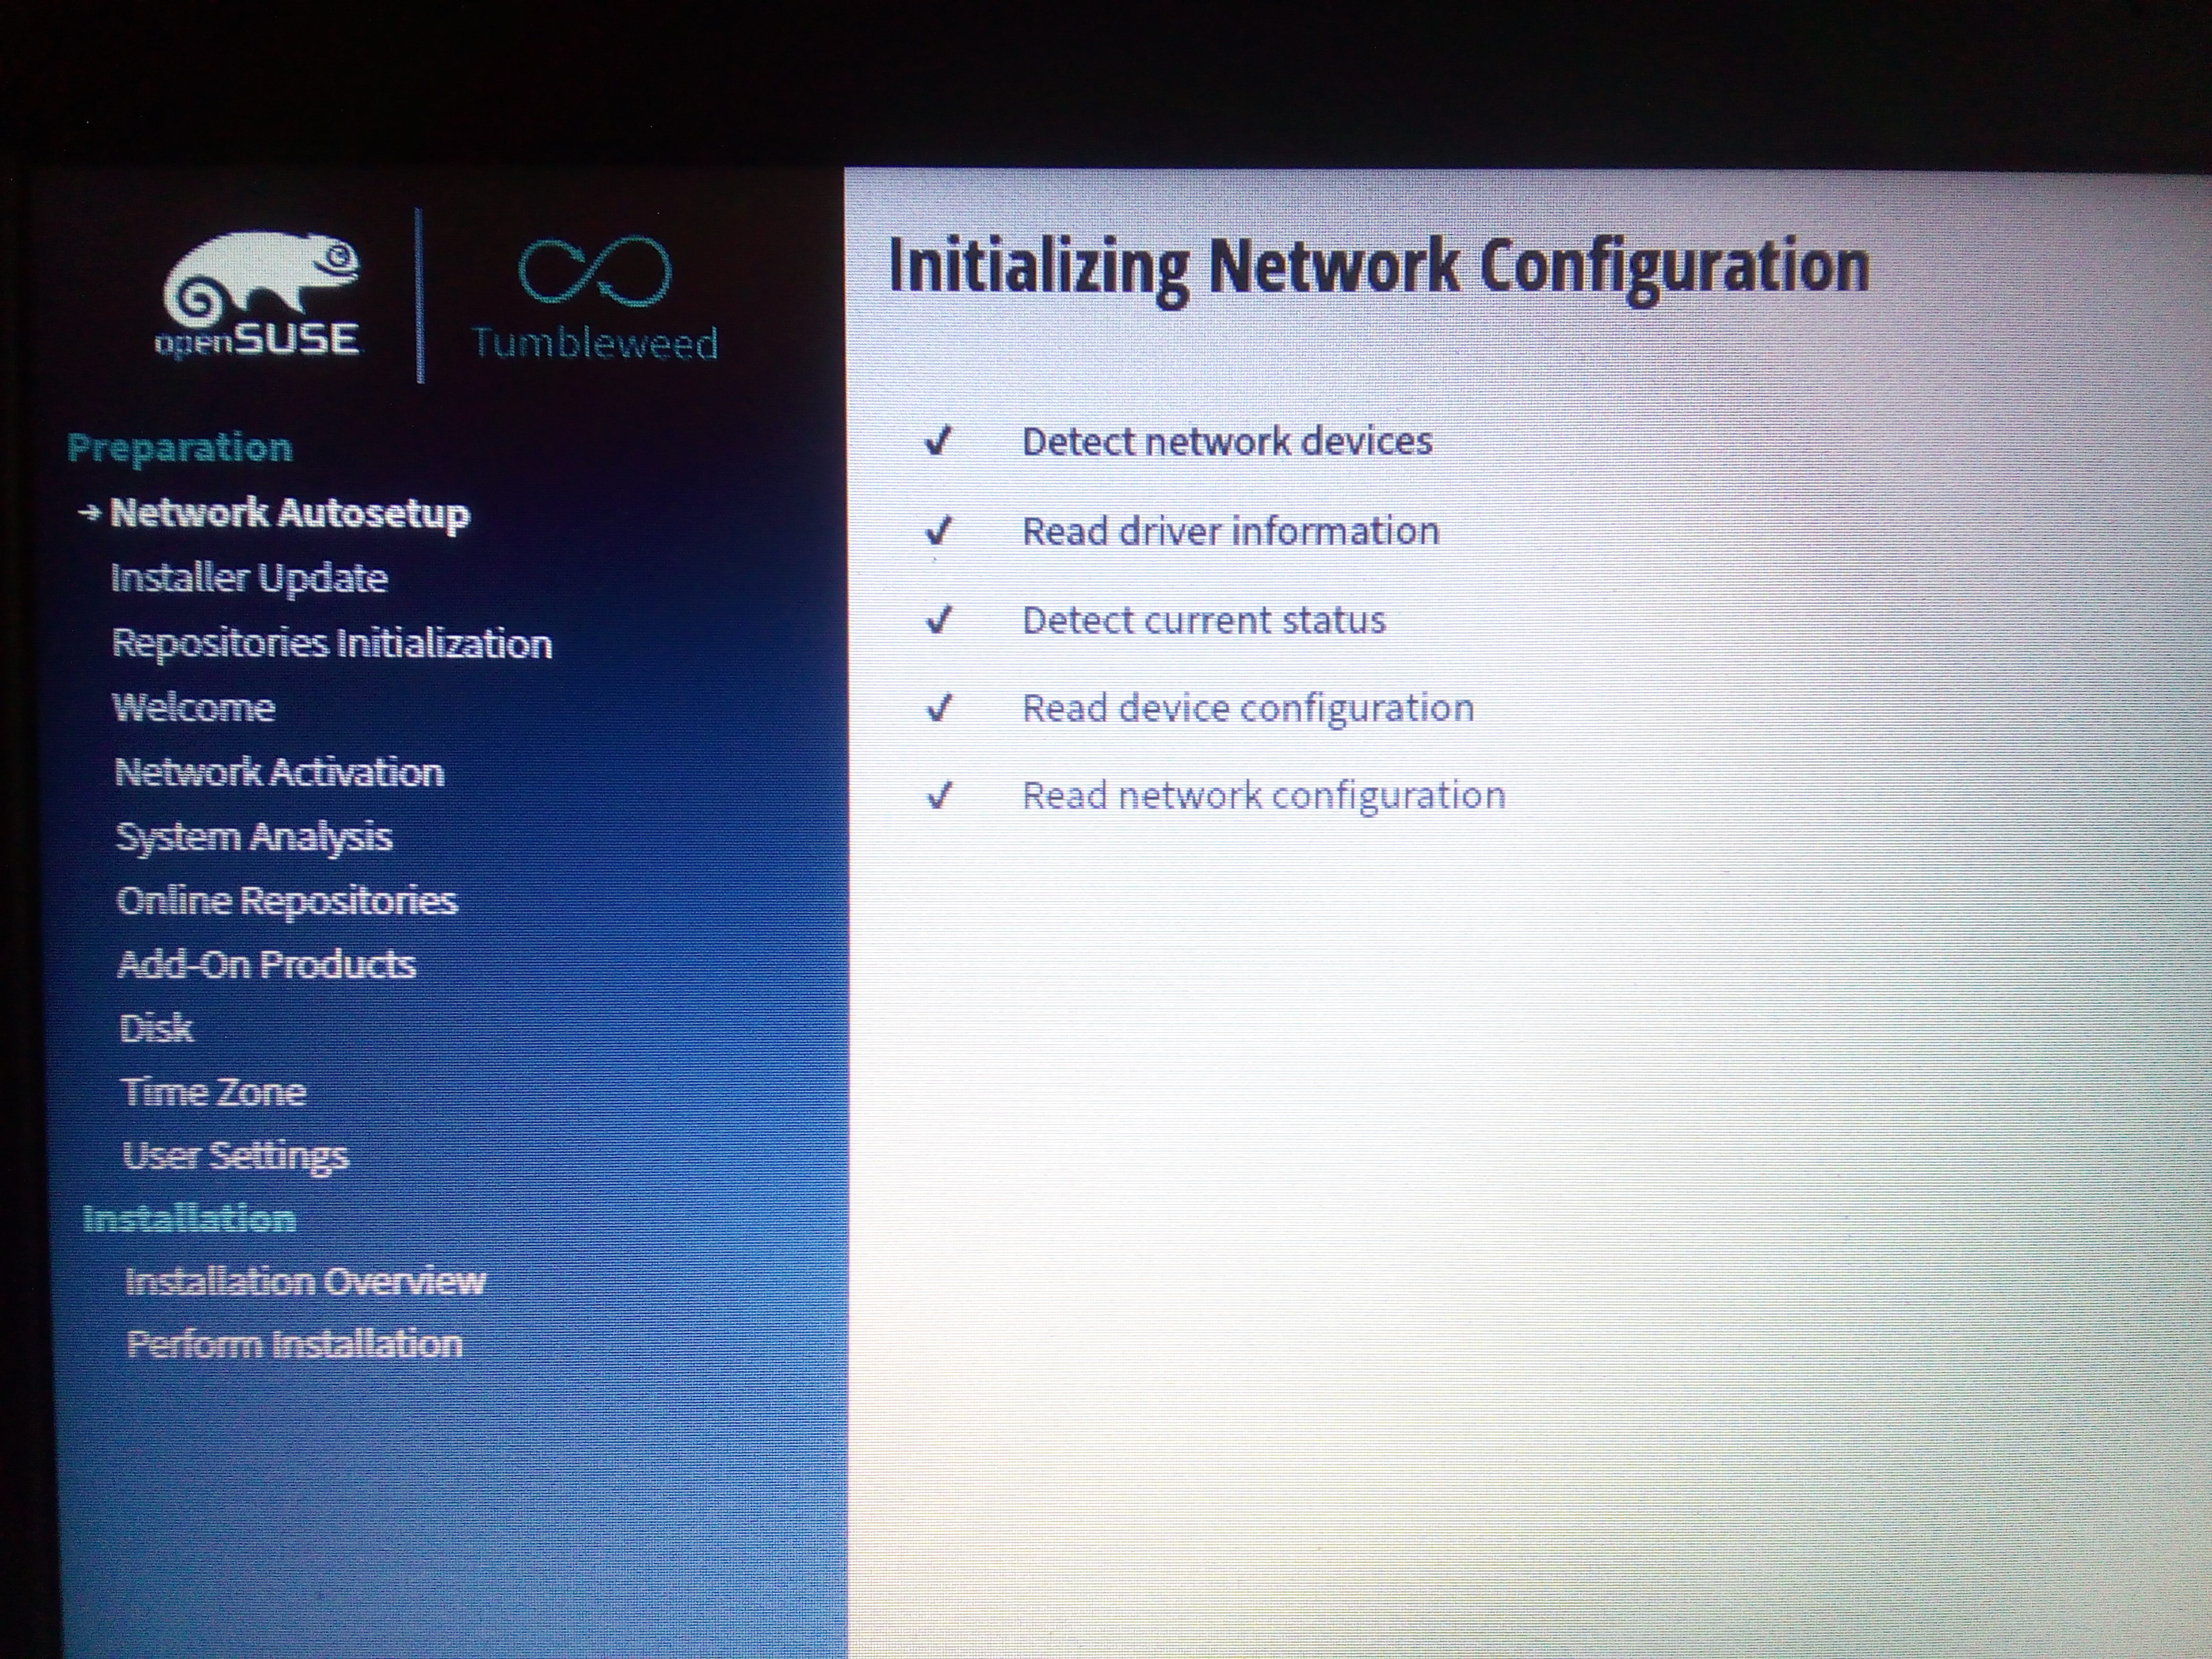 openSUSE
Tumbleweed
Preparation
Network Autosetup
Installer Update
Repositories Initialization
Welcome
Network Activation
System Analysis
Online Repositories
Add-On Products
Disk
Time Zone
User Settings
Installation
Installation Overview
Perform Installation
Initializing Network Configuration
✓ Detect network devices
✓ Read driver information
✓ Detect current status
✓ Read device configuration
✓ Read network configuration